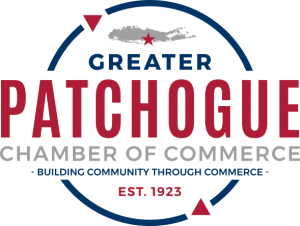 GREATER
PATCHOGUE
CHAMBER OF COMMERCE
- BUILDING COMMUNITY THROUGH COMMERCE -
EST. 1923